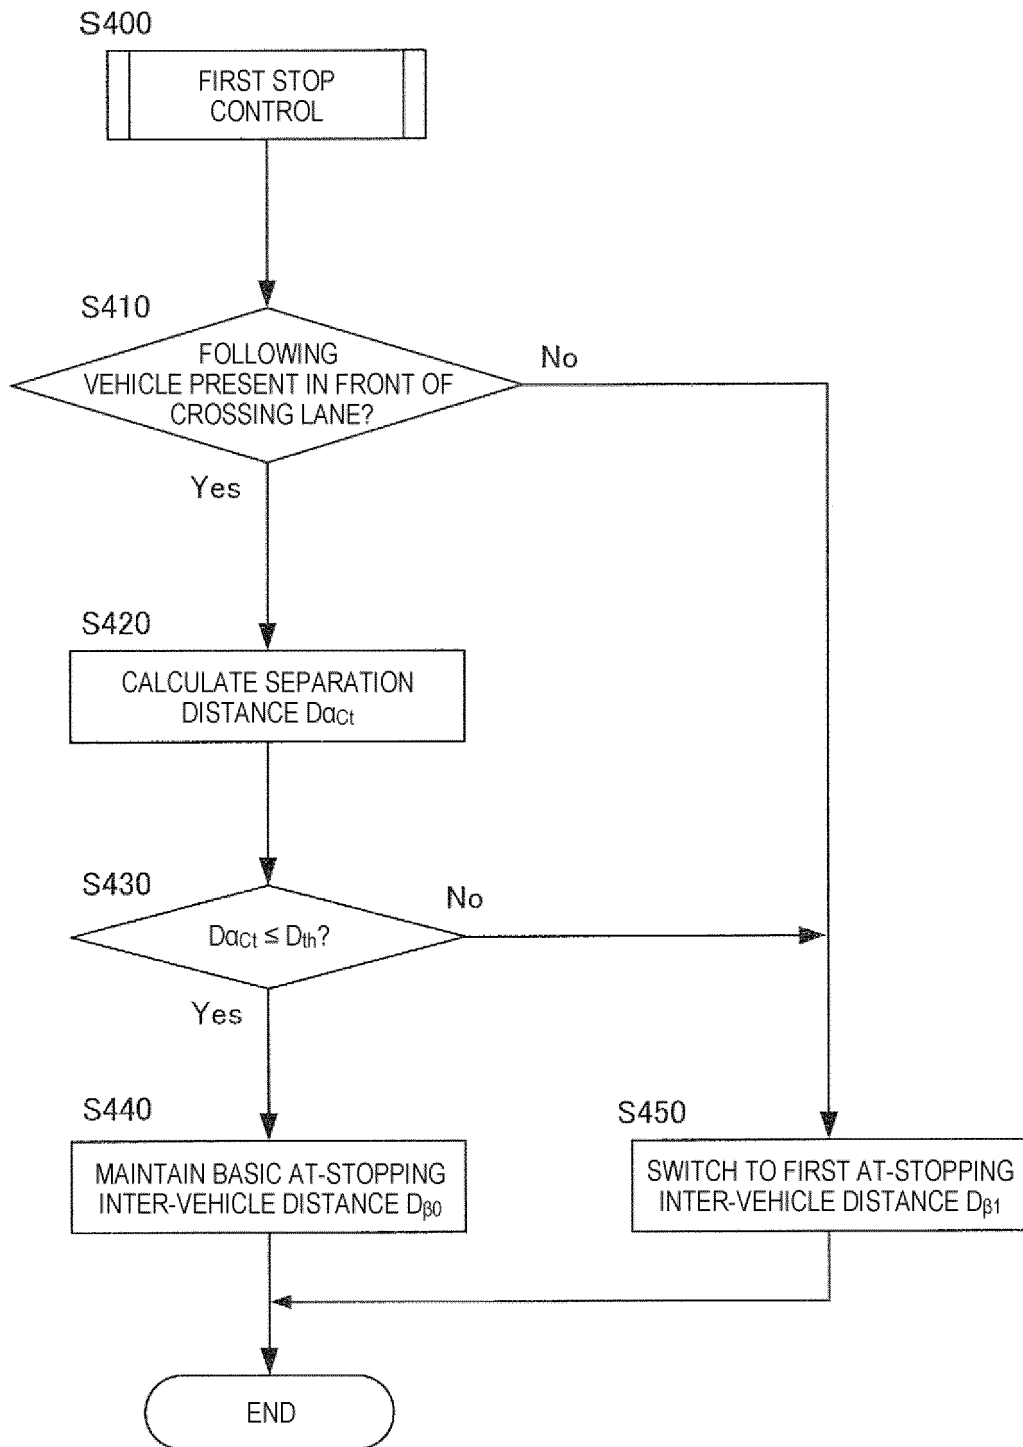 S400
FIRST STOP
CONTROL
S410
FOLLOWING
VEHICLE PRESENT IN FRONT OF
CROSSING LANE?
No
Yes
S420
CALCULATE SEPARATION
DISTANCE DαCt
S430
DαCt ≤ Dth?
No
Yes
S440
MAINTAIN BASIC AT-STOPPING
INTER-VEHICLE DISTANCE Dβ0
S450
SWITCH TO FIRST AT-STOPPING
INTER-VEHICLE DISTANCE Dβ1
END